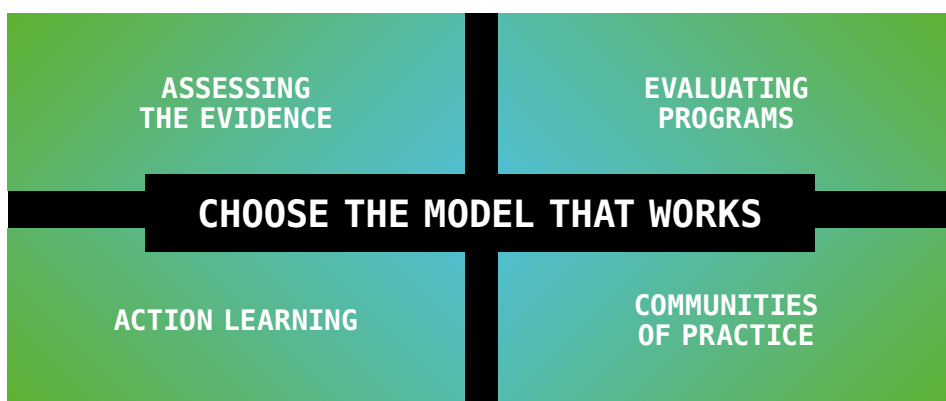 ASSESSING
THE EVIDENCE
EVALUATING
PROGRAMS
CHOOSE THE MODEL THAT WORKS
ACTION LEARNING
COMMUNITIES
OF PRACTICE